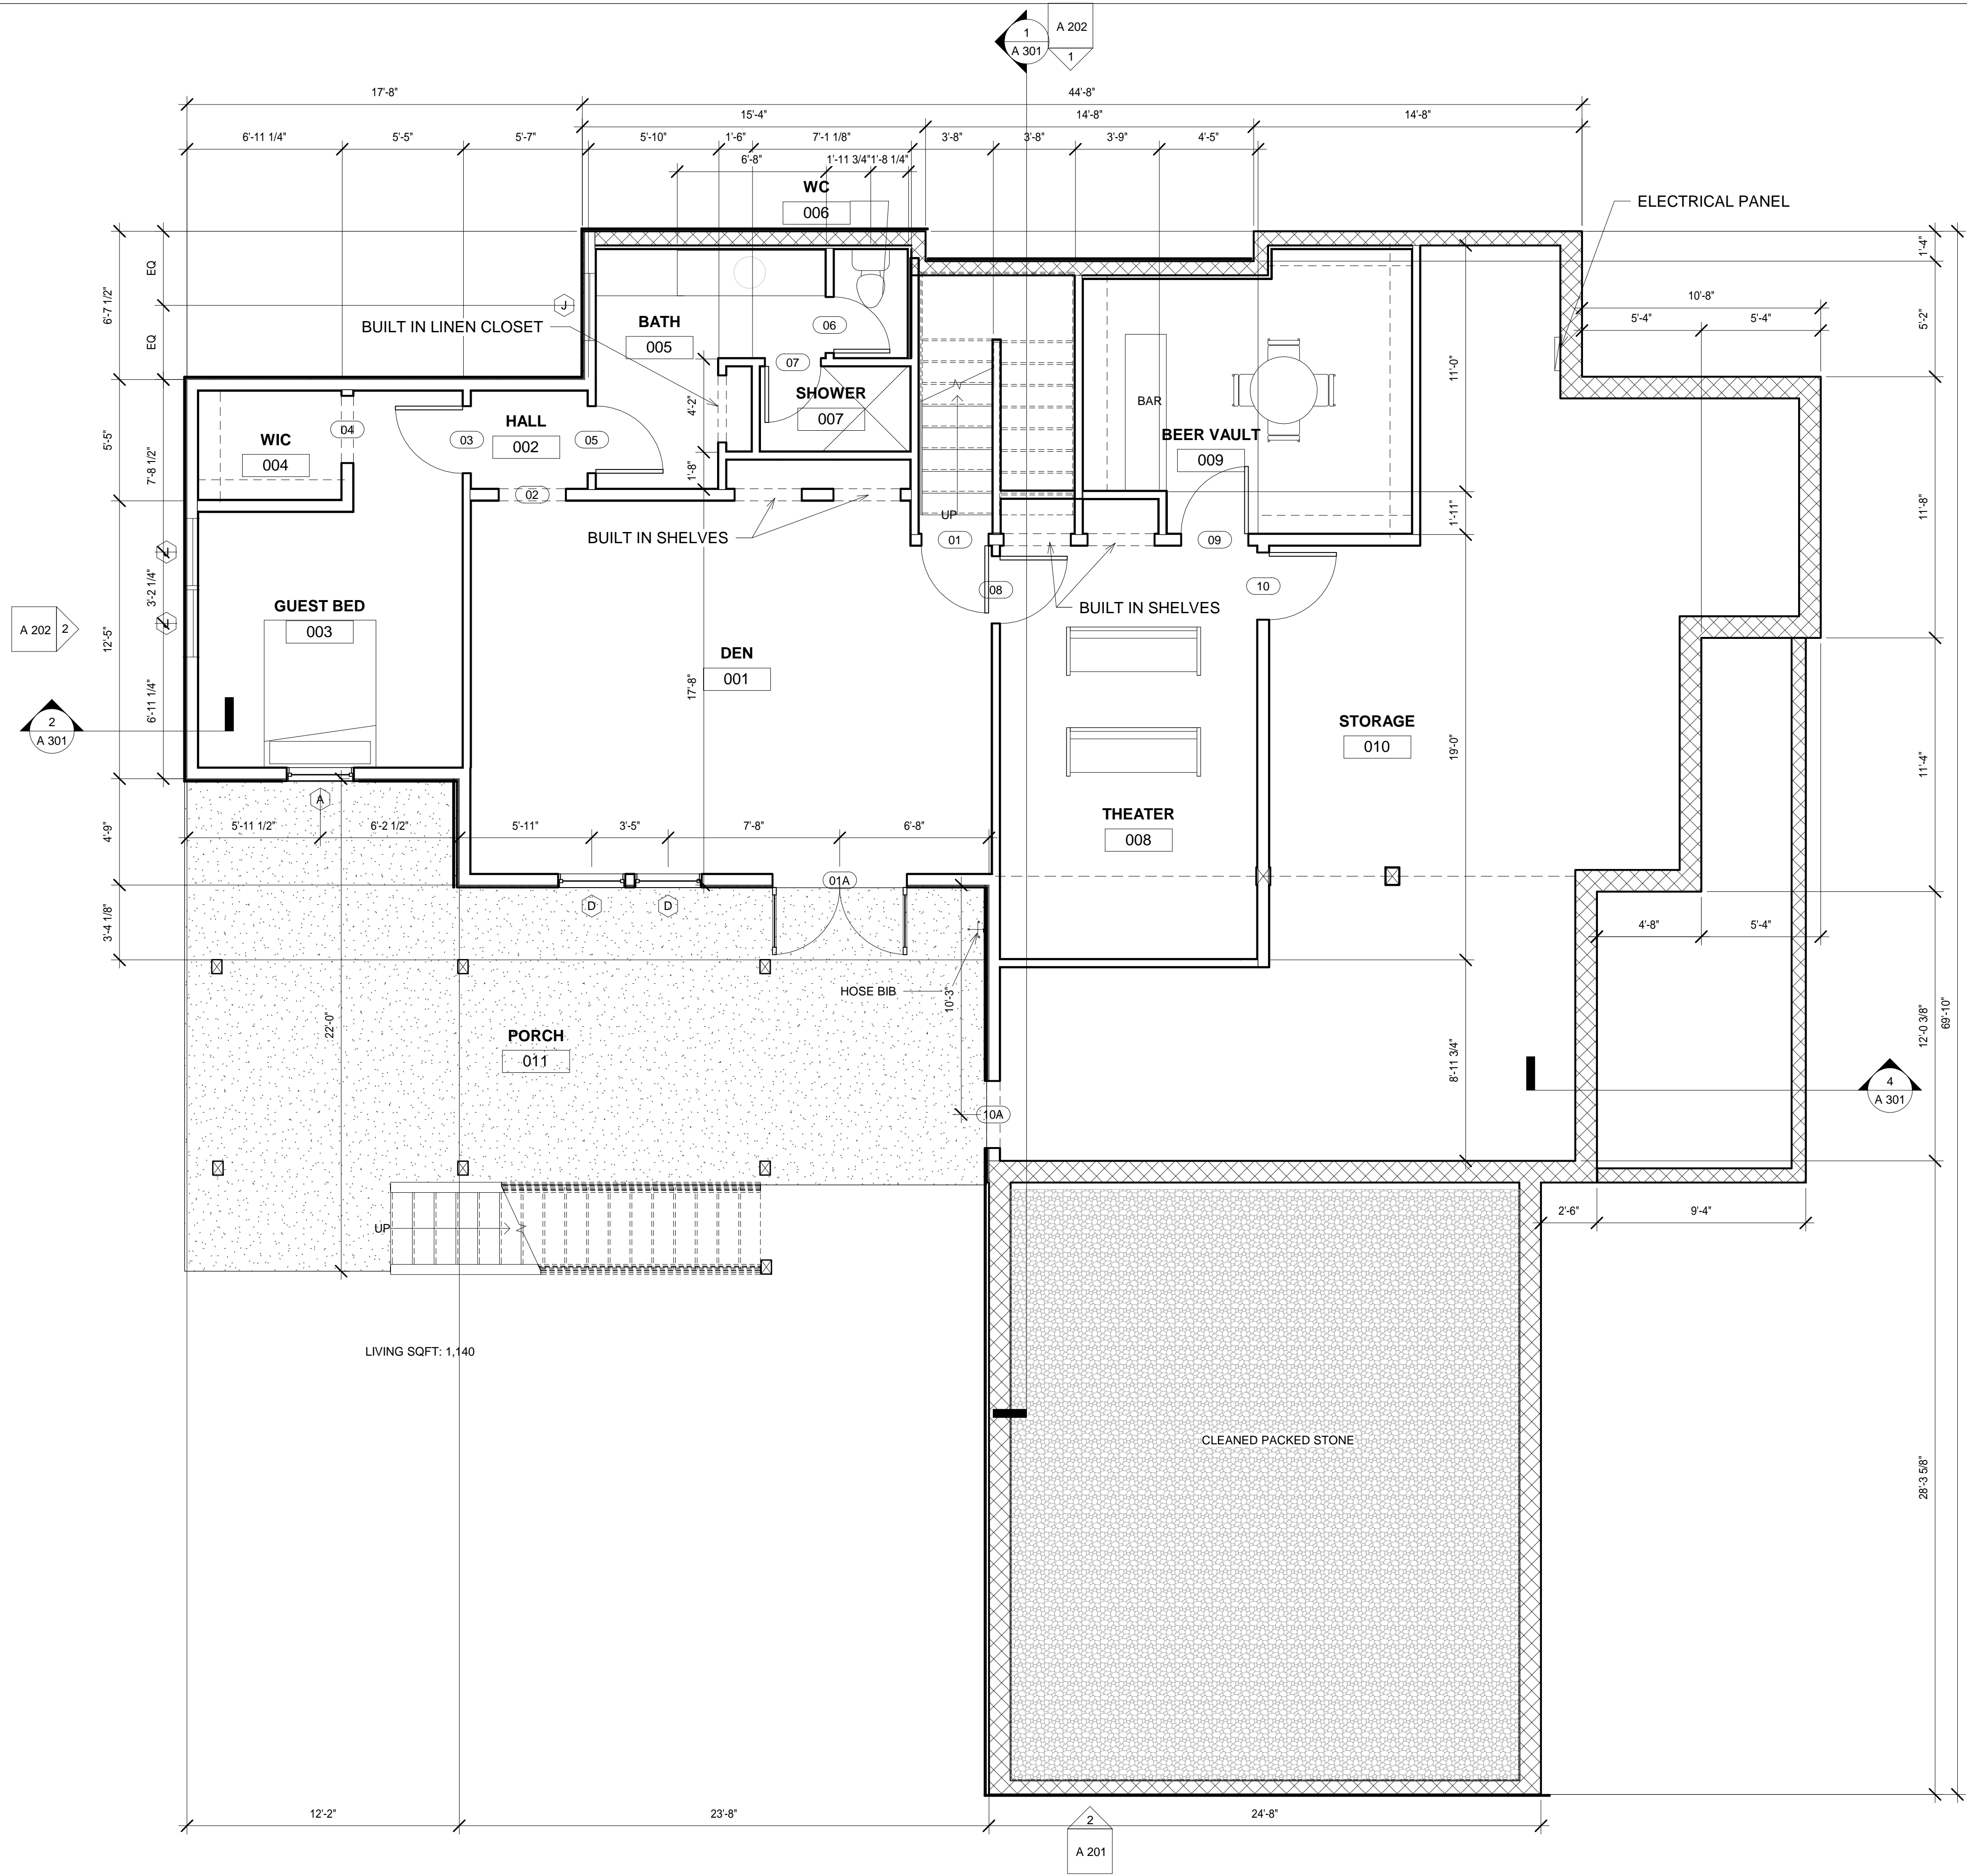 1
A 301
A 202
1
17'-8"
44'-8"
15'-4"
14'-8"
14'-8"
6'-11 1/4"
5'-5"
5'-7"
5'-10"
1'-6"
7'-1 1/8"
3'-8"
3'-8"
3'-9"
4'-5"
6'-8"
1'-11 3/4"
1'-8 1/4"
WC
006
ELECTRICAL PANEL
1'-4"
EQ
6'-7 1/2"
EQ
J
10'-8"
5'-4"
5'-4"
5'-2"
BUILT IN LINEN CLOSET
BATH
005
06
07
SHOWER
007
4'-2"
1'-8"
11'-0"
BAR
BEER VAULT
009
HALL
002
03
05
04
WIC
004
5'-5"
7'-8 1/2"
02
BUILT IN SHELVES
UP
01
09
1'-11"
11'-8"
J
3'-2 1/4"
J
08
10
BUILT IN SHELVES
GUEST BED
003
A 202
2
12'-5"
6'-11 1/4"
DEN
001
17'-8"
2
A 301
STORAGE
010
19'-0"
11'-4"
THEATER
008
A
5'-11 1/2"
6'-2 1/2"
5'-11"
3'-5"
7'-8"
6'-8"
4'-9"
01A
D
D
3'-4 1/8"
4'-8"
5'-4"
HOSE BIB
10'-3"
22'-0"
PORCH
011
12'-0 3/8"
69'-10"
8'-11 3/4"
10A
4
A 301
UP
2'-6"
9'-4"
LIVING SQFT: 1,140
CLEANED PACKED STONE
28'-3 5/8"
12'-2"
23'-8"
24'-8"
2
A 201